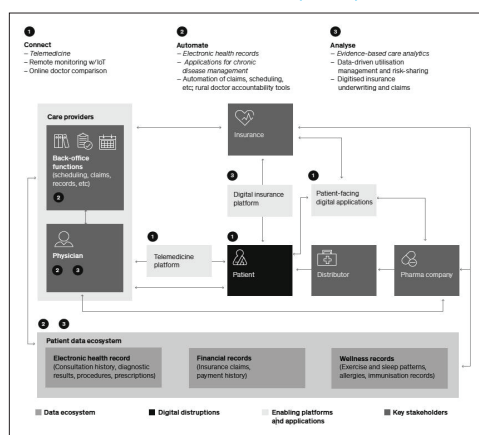 1
Connect
– Telemedicine
– Remote monitoring w/IoT
– Online doctor comparison
2
Automate
– Electronic health records
– Applications for chronic
disease management
– Automation of claims, scheduling,
etc; rural doctor accountability tools
3
Analyse
– Evidence-based care analytics
– Data-driven utilisation
management and risk-sharing
– Digitised insurance
underwriting and claims
Care providers
Back-office
functions
(scheduling, claims,
records, etc)
2
Insurance
3
Digital insurance
platform
1
Patient-facing
digital applications
Physician
2 3
1
Telemedicine
platform
1
Patient
Distributor
Pharma company
2 3
Patient data ecosystem
Electronic health record
(Consultation history, diagnostic
results, procedures, prescriptions)
Financial records
(Insurance claims,
payment history)
Wellness records
(Exercise and sleep patterns,
allergies, immunisation records)
Data ecosystem
Digital distruptions
Enabling platforms
and applications
Key stakeholders